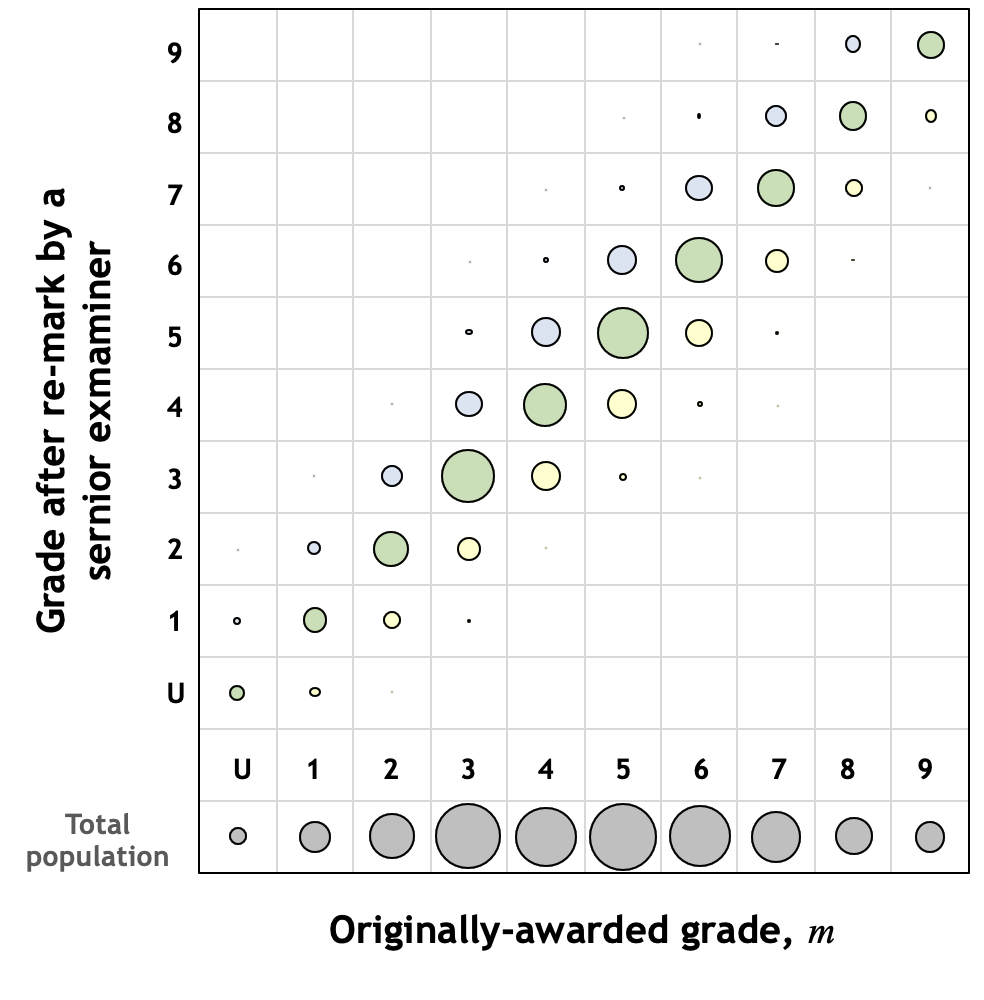 Grade after re-mark by a
sernior exmaminer
9
8
7
6
5
4
3
2
1
U
U 1 2 3 4 5 6 7 8 9
Total
population
Originally-awarded grade, m